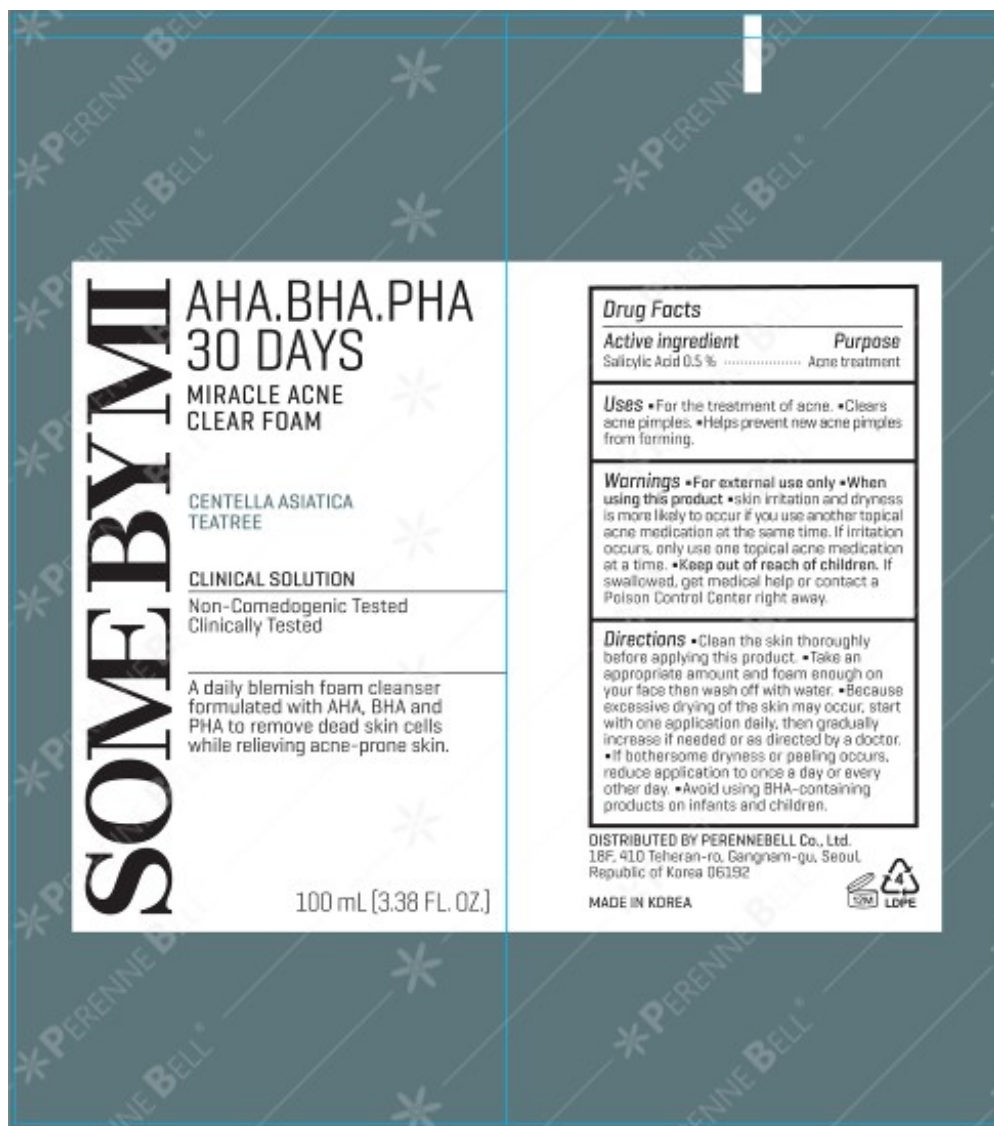 SOME BY MI
AHA.BHA.PHA
30 DAYS
MIRACLE ACNE
CLEAR FOAM
CENTELLA ASIATICA
TEATREE
CLINICAL SOLUTION
Non-Comedogenic Tested
Clinically Tested
A daily blemish foam cleanser
formulated with AHA, BHA and
PHA to remove dead skin cells
while relieving acne-prone skin.
100 mL [3.38 FL. OZ.]
Drug Facts
Active ingredient Purpose
Salicylic Acid 0.5 % ··················· Acne treatment
Uses ▪For the treatment of acne. ▪Clears
acne pimples. ▪Helps prevent new acne pimples
from forming.
Warnings ▪For external use only ▪When
using this product ▪skin irritation and dryness
is more likely to occur if you use another topical
acne medication at the same time. If irritation
occurs, only use one topical acne medication
at a time. ▪Keep out of reach of children. If
swallowed, get medical help or contact a
Poison Control Center right away.
Directions ▪Clean the skin thoroughly
before applying this product. ▪Take an
appropriate amount and foam enough on
your face then wash off with water. ▪Because
excessive drying of the skin may occur, start
with one application daily, then gradually
increase if needed or as directed by a doctor.
▪If bothersome dryness or peeling occurs,
reduce application to once a day or every
other day. ▪Avoid using BHA-containing
products on infants and children.
DISTRIBUTED BY PERENNEBELL Co., Ltd.
18F, 410 Teheran-ro, Gangnam-gu, Seoul,
Republic of Korea 06192
MADE IN KOREA
12M
4
LDPE
PERENNE BELL®
PERENNE BELL®
PERENNE BELL®
PERENNE BELL®